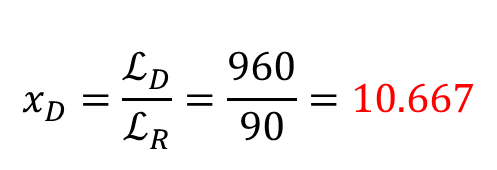 x_D = ℒ_D / ℒ_R = 960 / 90 = 10.667